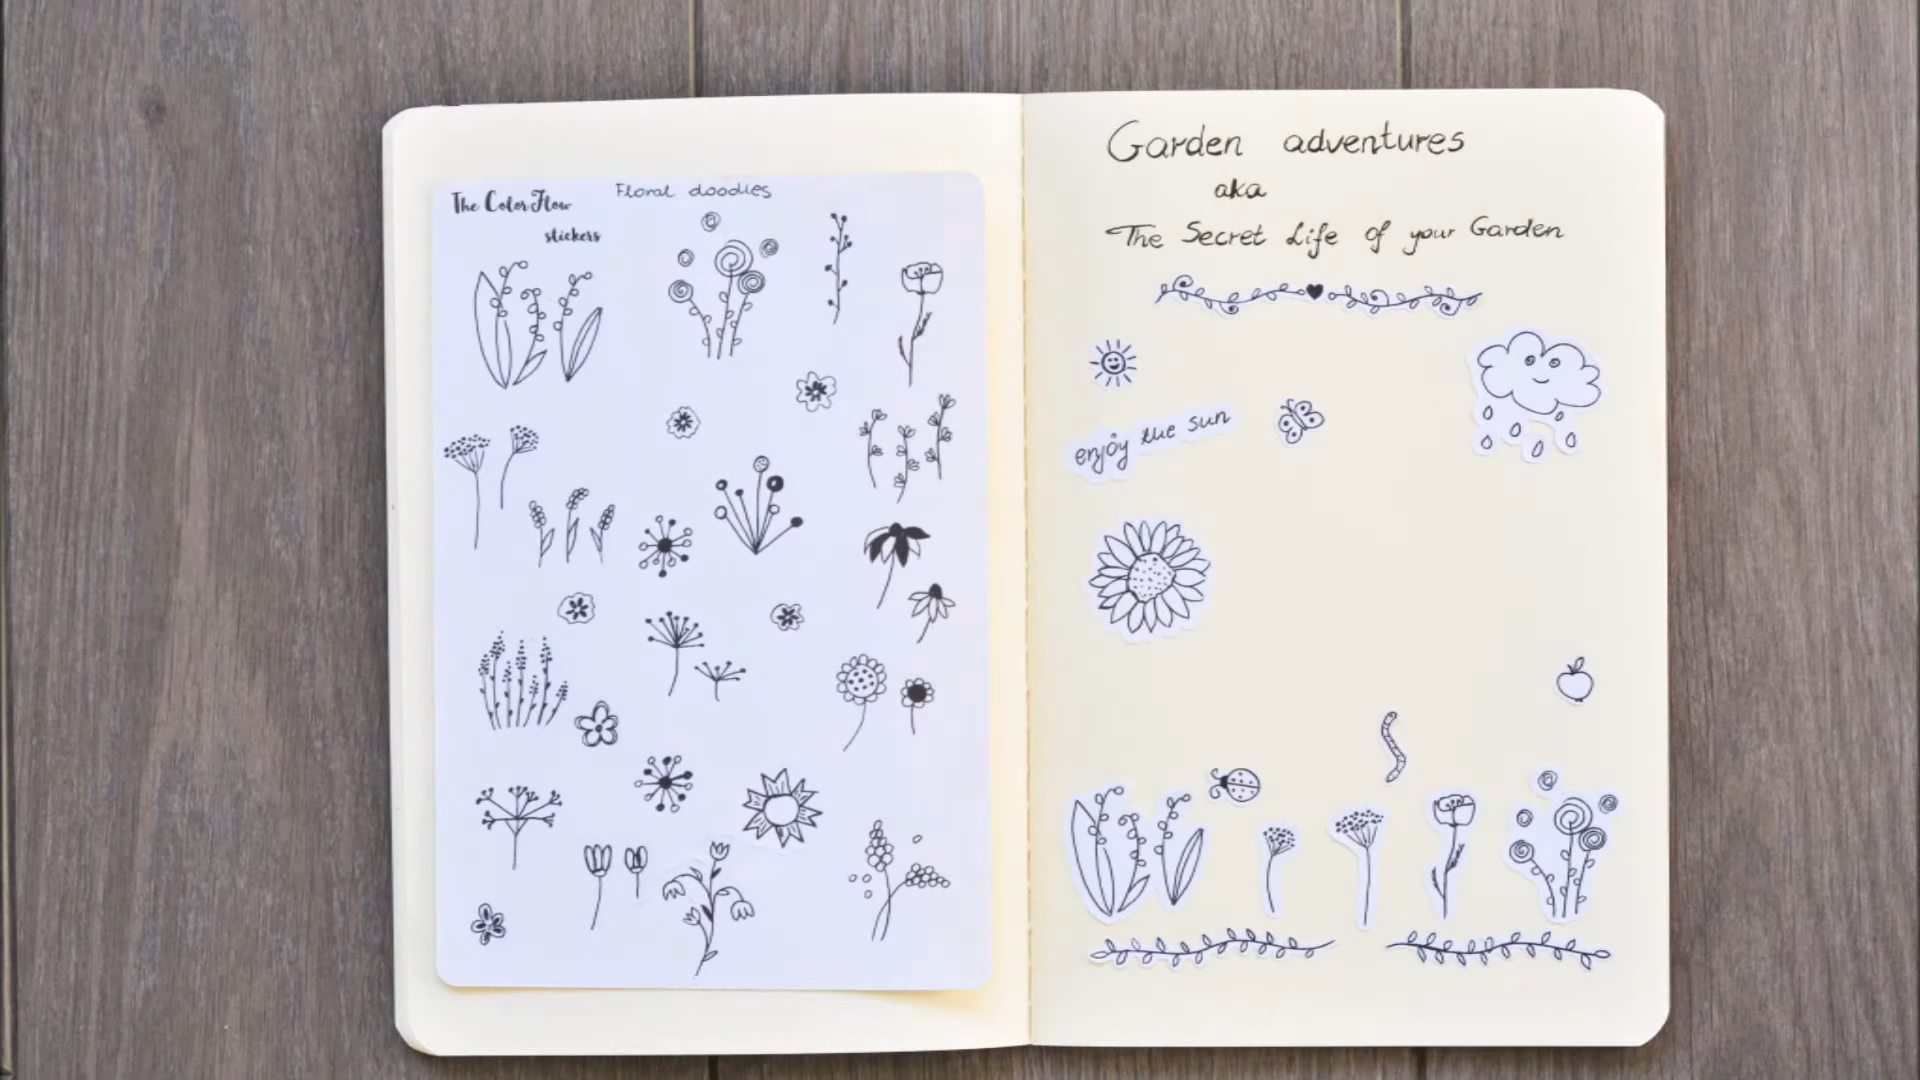 The Color Flow
stickers
Floral doodles
Garden adventures
aka
The Secret Life of your Garden
enjoy the sun